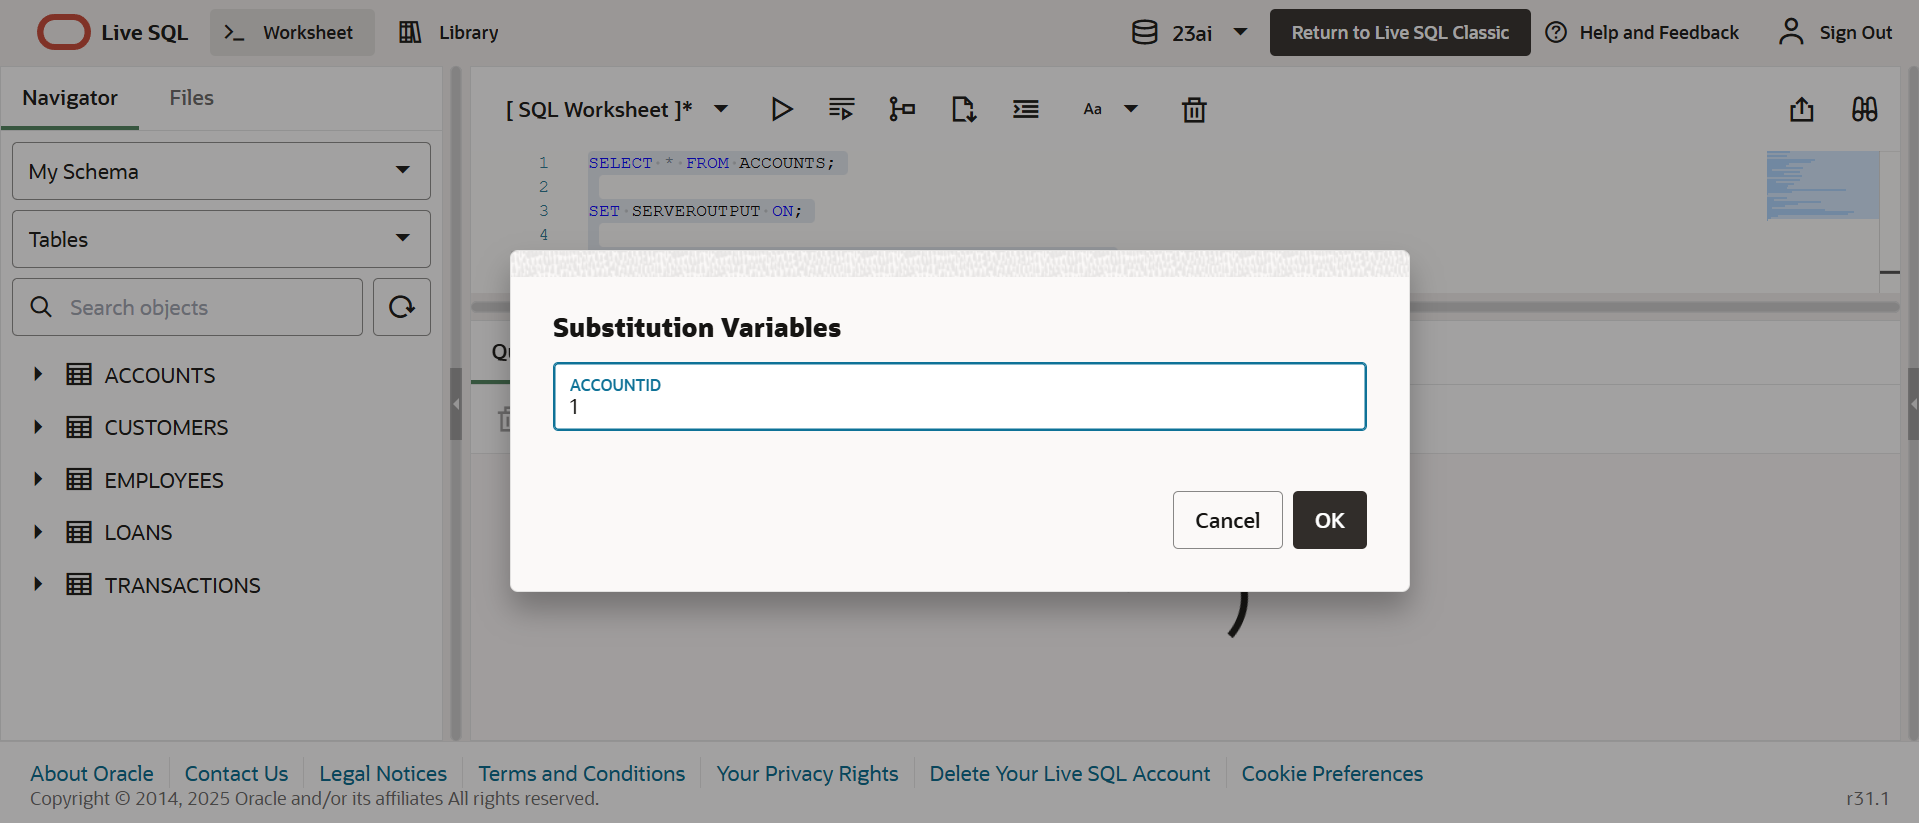 Live SQL
Worksheet
Library
23ai
Return to Live SQL Classic
Help and Feedback
Sign Out
Navigator
Files
My Schema
Tables
Search objects
ACCOUNTS
CUSTOMERS
EMPLOYEES
LOANS
TRANSACTIONS
[ SQL Worksheet ]*
Aa
1 SELECT * FROM ACCOUNTS;
2
3 SET SERVEROUTPUT ON;
4
Substitution Variables
ACCOUNTID
1
Cancel
OK
About Oracle
Contact Us
Legal Notices
Terms and Conditions
Your Privacy Rights
Delete Your Live SQL Account
Cookie Preferences
Copyright © 2014, 2025 Oracle and/or its affiliates All rights reserved.
r31.1